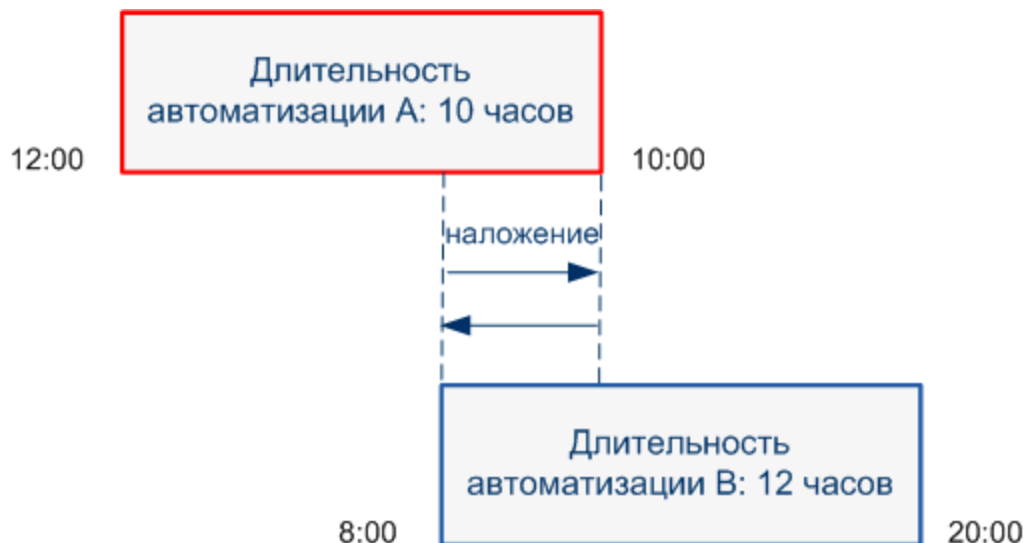 Длительность
автоматизации А: 10 часов
12:00
10:00
наложение
Длительность
автоматизации В: 12 часов
8:00
20:00